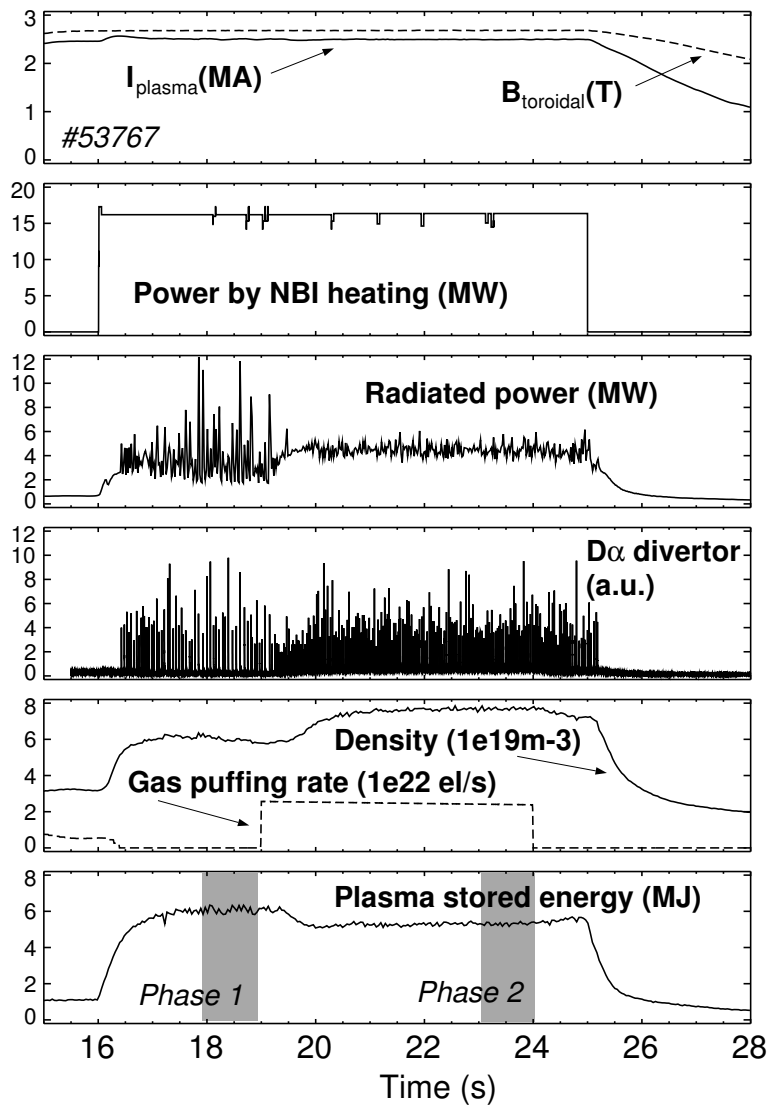 3
2
1
0
I plasma(MA)
B toroidal(T)
#53767
20
15
10
5
0
Power by NBI heating (MW)
12
10
8
6
4
2
0
Radiated power (MW)
12
10
8
6
4
2
0
Dα divertor
(a.u.)
8
6
4
2
0
Density (1e19m-3)
Gas puffing rate (1e22 el/s)
8
6
4
2
0
Plasma stored energy (MJ)
Phase 1
Phase 2
16 18 20 22 24 26 28
Time (s)